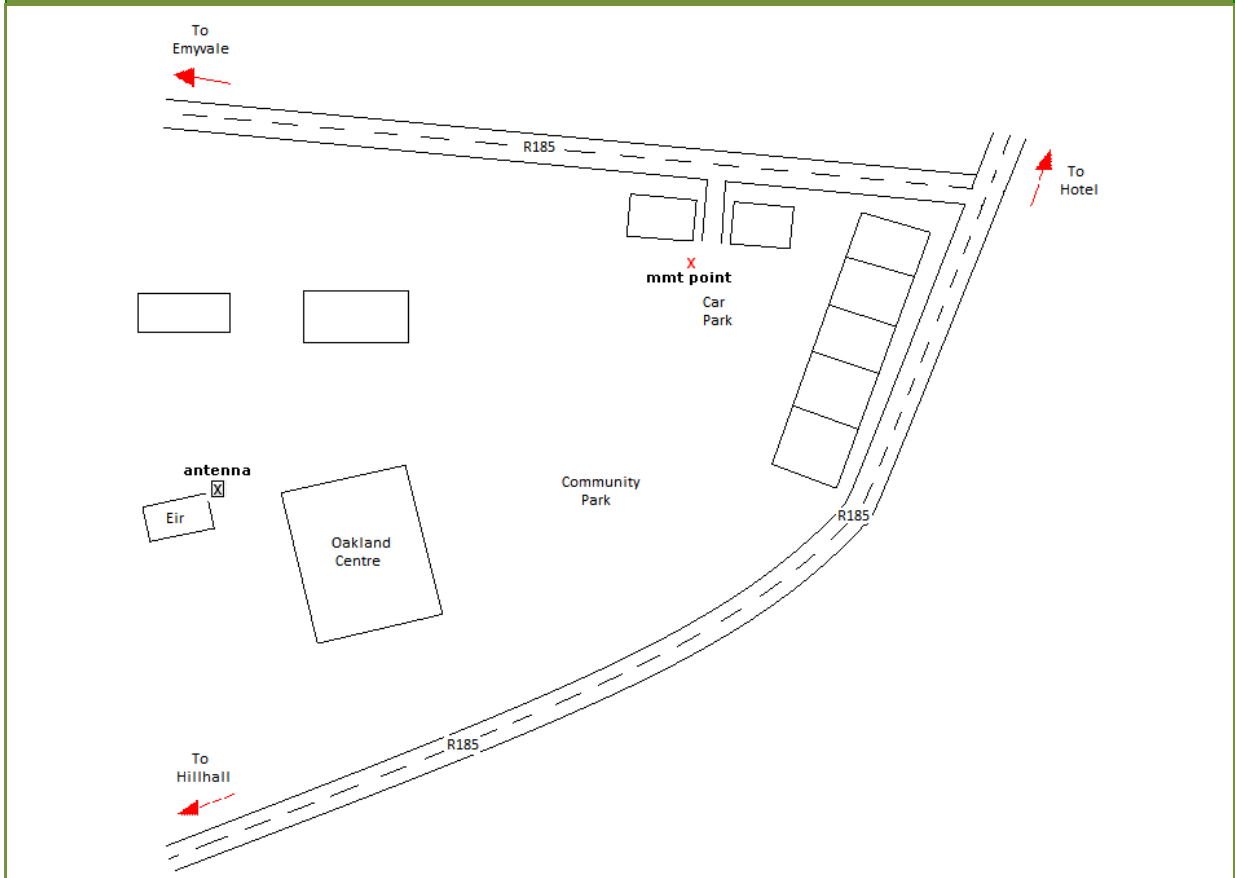 To
Emyvale
R185
To
Hotel
X
mmt point
Car
Park
antenna
X
Eir
Community
Park
Oakland
Centre
R185
R185
To
Hillhall